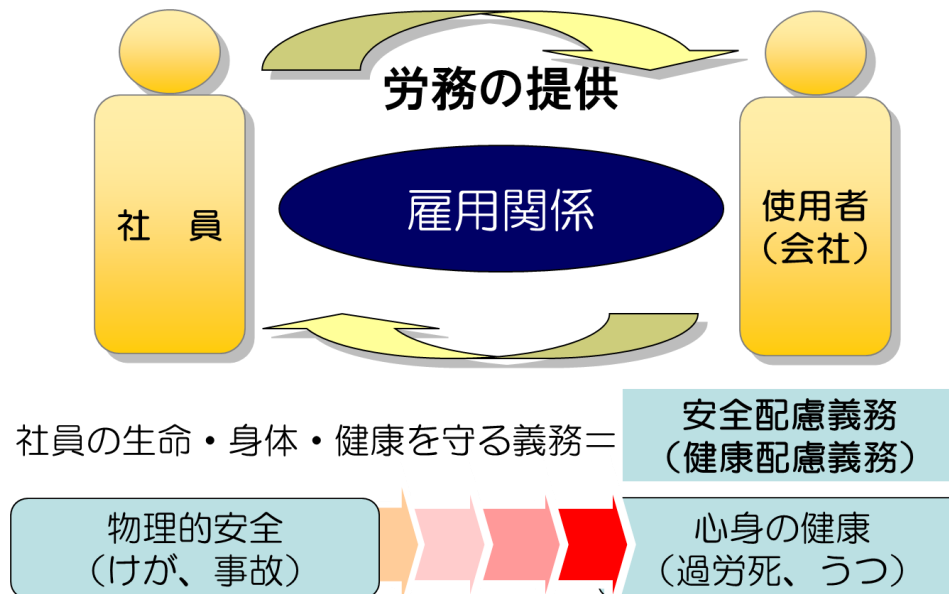 労務の提供
社　員
雇用関係
使用者
（会社）
社員の生命・身体・健康を守る義務＝
安全配慮義務
（健康配慮義務）
物理的安全
（けが、事故）
心身の健康
（過労死、うつ）